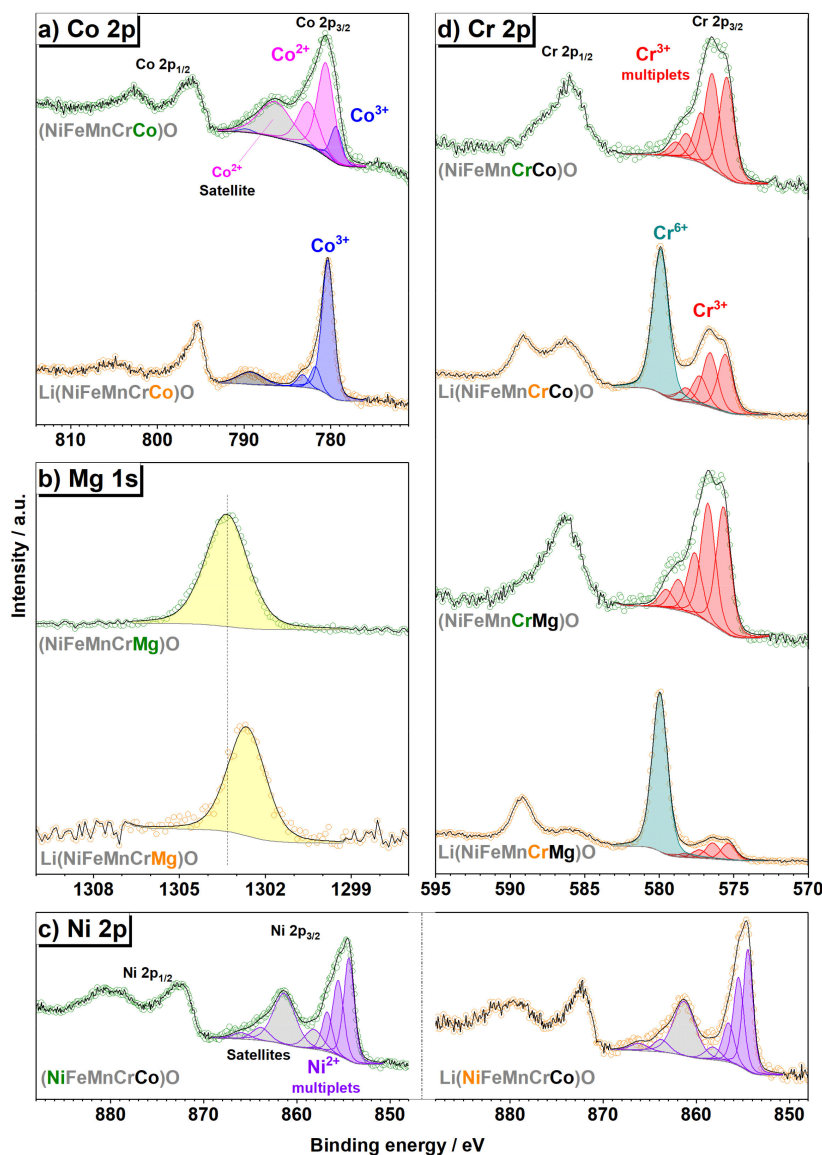 a) Co 2p
Co 2p3/2
Co 2p1/2
Co2+
Co3+
Co2+
Satellite
(NiFeMnCrCo)O
Co3+
Li(NiFeMnCrCo)O
810 800 790 780
b) Mg 1s
(NiFeMnCrMg)O
Li(NiFeMnCrMg)O
1308 1305 1302 1299
d) Cr 2p
Cr 2p3/2
Cr 2p1/2
Cr3+
multiplets
(NiFeMnCrCo)O
Cr6+
Cr3+
Li(NiFeMnCrCo)O
(NiFeMnCrMg)O
Li(NiFeMnCrMg)O
595 590 585 580 575 570
Intensity / a.u.
c) Ni 2p
Ni 2p3/2
Ni 2p1/2
Satellites
Ni2+
multiplets
(NiFeMnCrCo)O
880 870 860 850
Li(NiFeMnCrCo)O
880 870 860 850
Binding energy / eV